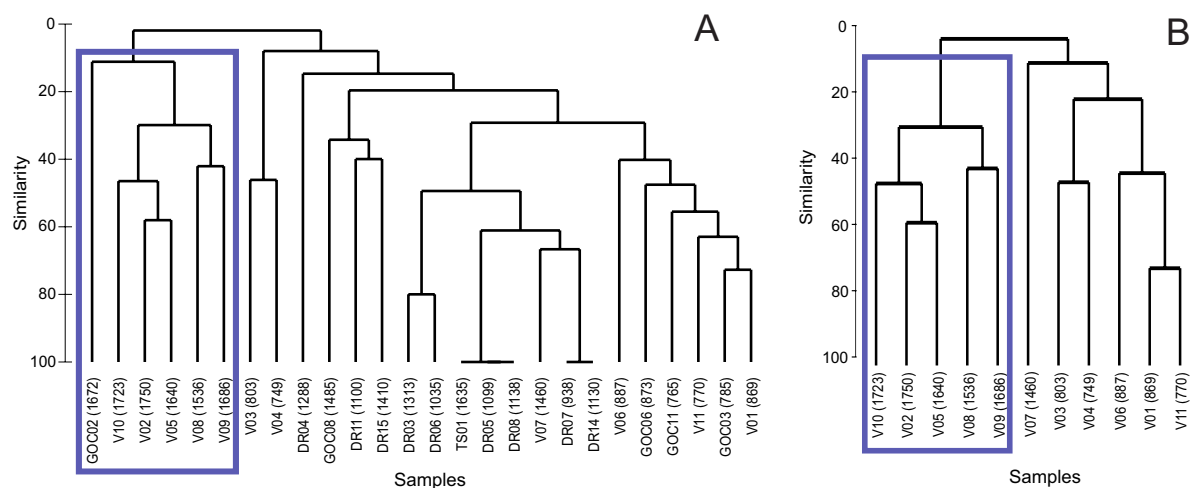 A
0
20
40
60
80
100
Similarity
GOC02 (1672)
V10 (1723)
V02 (1750)
V05 (1640)
V08 (1536)
V09 (1686)
V03 (803)
V04 (749)
DR04 (1288)
GOC08 (1485)
DR11 (1100)
DR15 (1410)
DR03 (1313)
DR06 (1035)
TS01 (1635)
DR05 (1099)
DR08 (1138)
V07 (1460)
DR07 (938)
DR14 (1130)
V06 (887)
GOC06 (873)
GOC11 (765)
V11 (770)
GOC03 (785)
V01 (869)
Samples
B
0
20
40
60
80
100
Similarity
V10 (1723)
V02 (1750)
V05 (1640)
V08 (1536)
V09 (1686)
V07 (1460)
V03 (803)
V04 (749)
V06 (887)
V01 (869)
V11 (770)
Samples